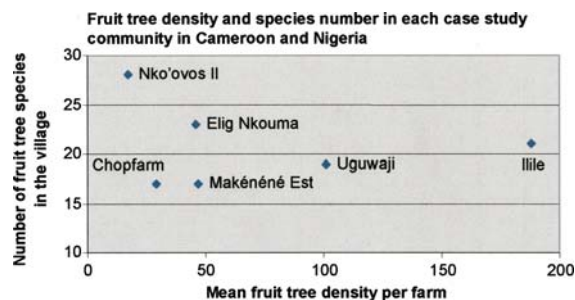 Fruit tree density and species number in each case study
community in Cameroon and Nigeria
Number of fruit tree species
in the village
30
25
20
15
10
Nko'ovos II
Elig Nkouma
Chopfarm
Makénéné Est
Uguwaji
Ilile
0
50
100
150
200
Mean fruit tree density per farm